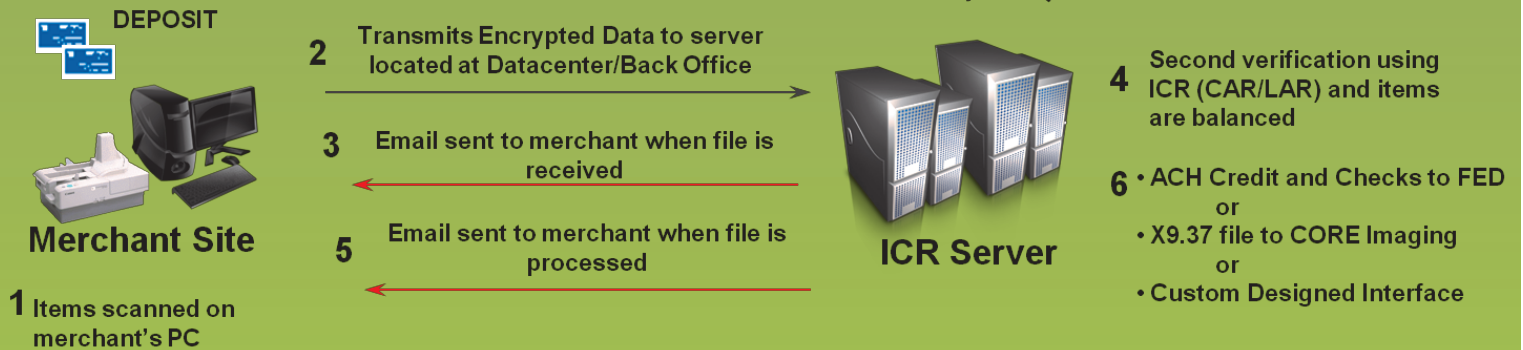 DEPOSIT
2
Transmits Encrypted Data to server
located at Datacenter/Back Office
3
Email sent to merchant when file is
received
5
Email sent to merchant when file is
processed
Merchant Site
1
Items scanned on
merchant's PC
ICR Server
4
Second verification using
ICR (CAR/LAR) and items
are balanced
6
• ACH Credit and Checks to FED
or
• X9.37 file to CORE Imaging
or
• Custom Designed Interface